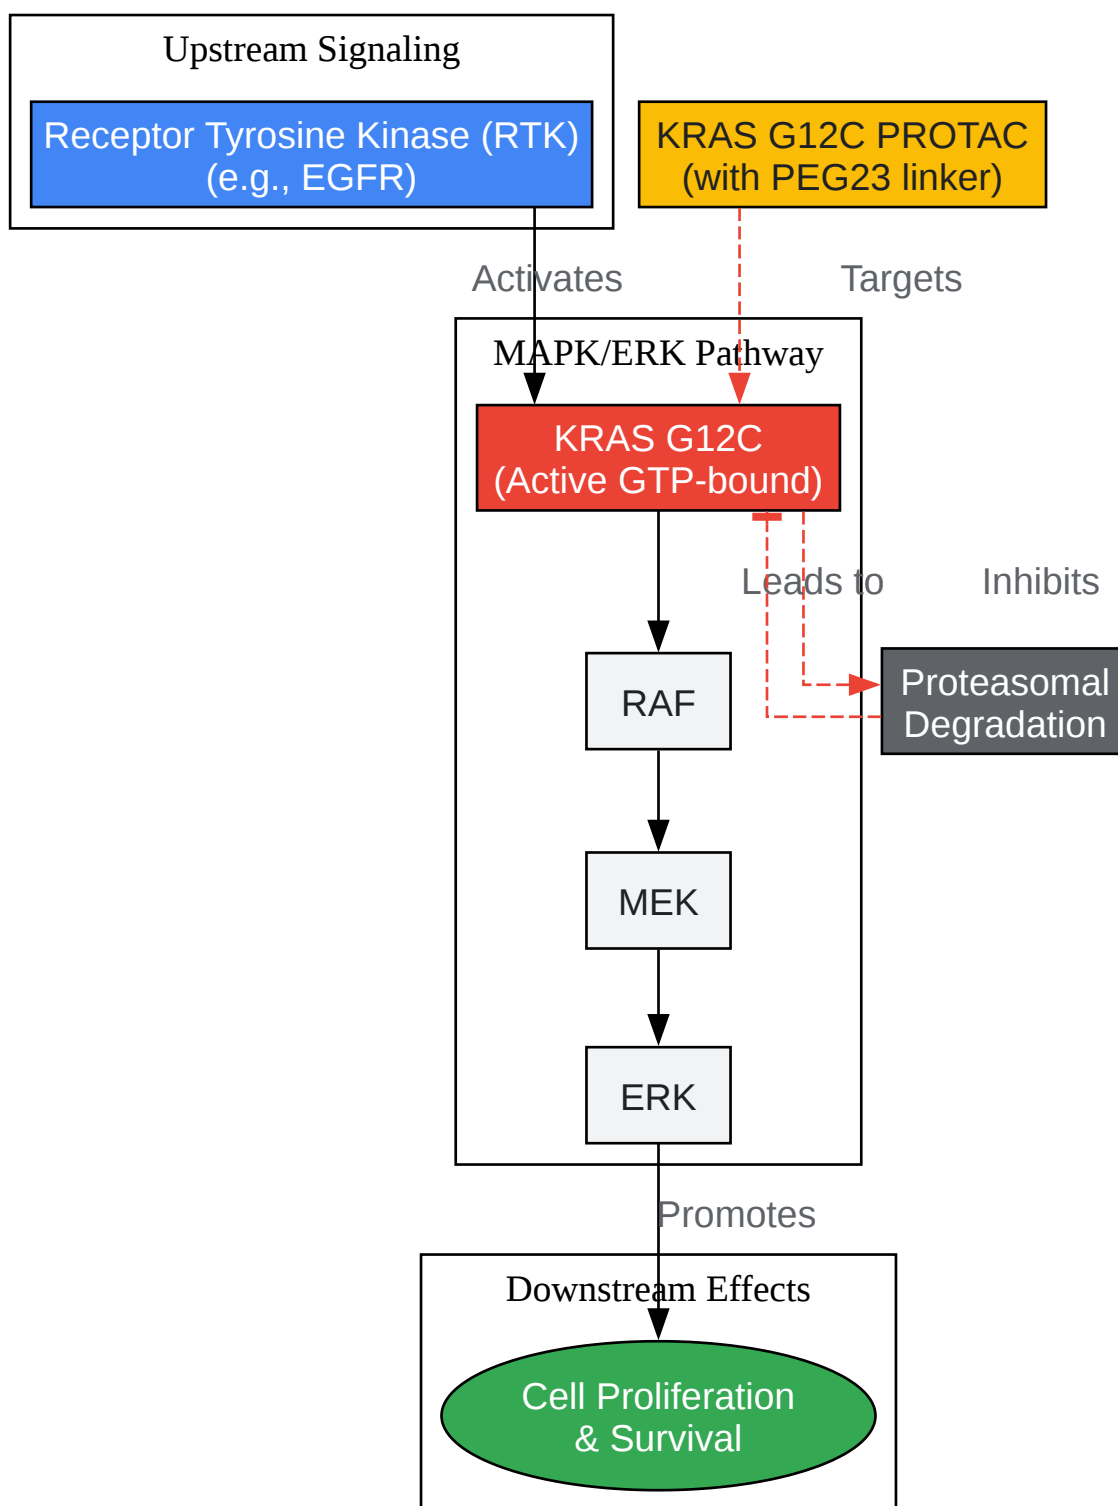 Upstream Signaling
Receptor Tyrosine Kinase (RTK)
(e.g., EGFR)
KRAS G12C PROTAC
(with PEG23 linker)
Activates
Targets
MAPK/ERK Pathway
KRAS G12C
(Active GTP-bound)
Leads to
Inhibits
RAF
Proteasomal
Degradation
MEK
ERK
Promotes
Downstream Effects
Cell Proliferation
& Survival